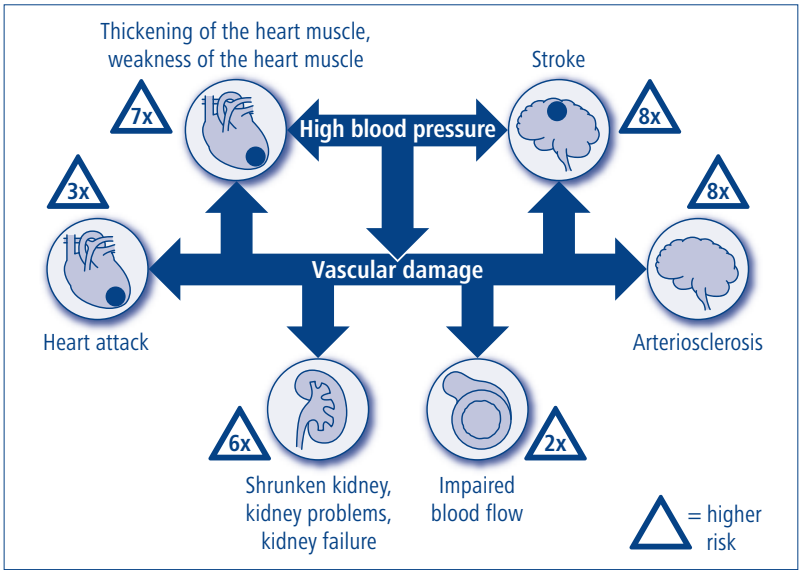 Thickening of the heart muscle,
weakness of the heart muscle
Stroke
7x
High blood pressure
8x
3x
8x
Vascular damage
Heart attack
Arteriosclerosis
6x
2x
Shrunken kidney,
kidney problems,
kidney failure
Impaired
blood flow
= higher
risk